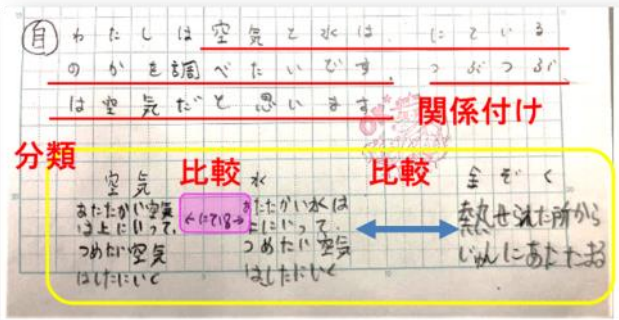 自 わたしは空気と水は にている
のかを調べたいです。つぶつぶ
は空気だと思います。
関係付け
分類
比較
比較
空気
あたたかい空気
は上にいって、
つめたい空気
はしたにいく
←にている→
水
あたたかい水は
上にいって、
つめたい空気
はしたにいく
金ぞく
熱せられた所から
じゅんにあたたまる